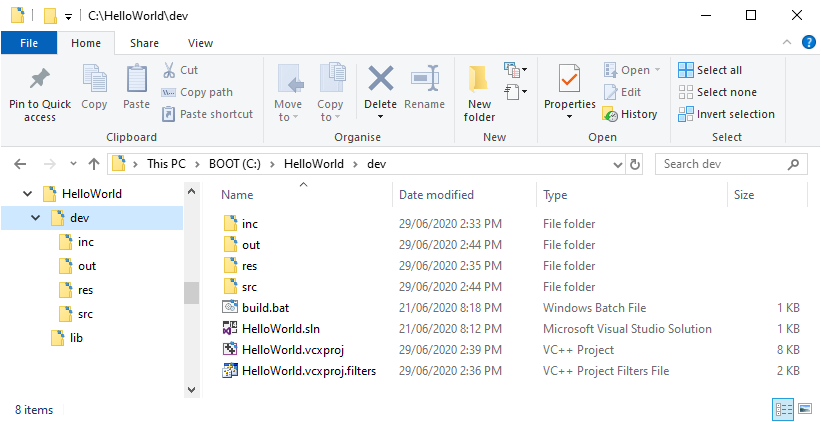 C:\HelloWorld\dev
File Home Share View
Pin to Quick access
Copy
Paste
Cut
Copy path
Paste shortcut
Move to
Copy to
Delete
Rename
New folder
Properties
Open
Edit
History
Select all
Select none
Invert selection
Clipboard Organise New Open Select
This PC BOOT (C:) HelloWorld dev
Search dev
HelloWorld
dev
inc
out
res
src
lib
Name Date modified Type Size
inc 29/06/2020 2:33 PM File folder
out 29/06/2020 2:44 PM File folder
res 29/06/2020 2:35 PM File folder
src 29/06/2020 2:44 PM File folder
build.bat 21/06/2020 8:18 PM Windows Batch File 1 KB
HelloWorld.sln 21/06/2020 8:12 PM Microsoft Visual Studio Solution 1 KB
HelloWorld.vcxproj 29/06/2020 2:39 PM VC++ Project 8 KB
HelloWorld.vcxproj.filters 29/06/2020 2:36 PM VC++ Project Filters File 2 KB
8 items